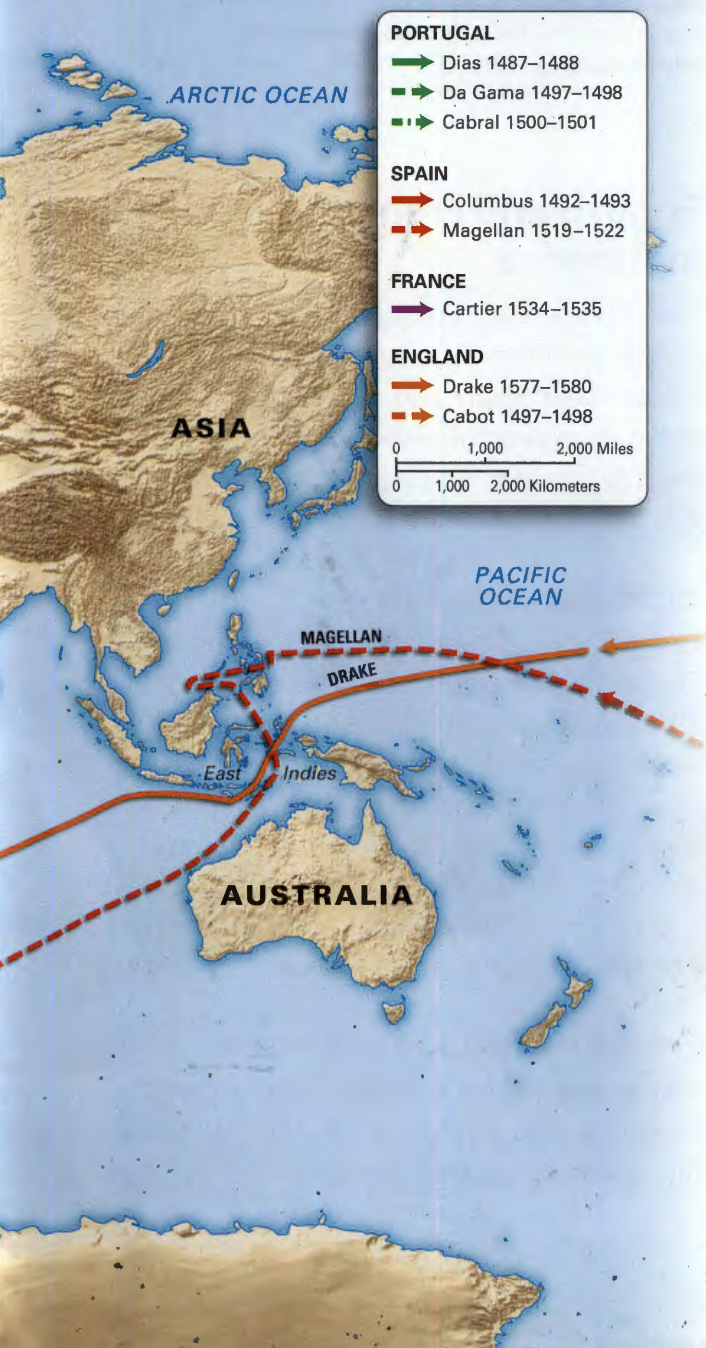 PORTUGAL
Dias 1487–1488
Da Gama 1497–1498
Cabral 1500–1501
SPAIN
Columbus 1492–1493
Magellan 1519–1522
FRANCE
Cartier 1534–1535
ENGLAND
Drake 1577–1580
Cabot 1497–1498
0 1,000 2,000 Miles
0 1,000 2,000 Kilometers
ARCTIC OCEAN
ASIA
PACIFIC
OCEAN
MAGELLAN
DRAKE
East Indies
AUSTRALIA